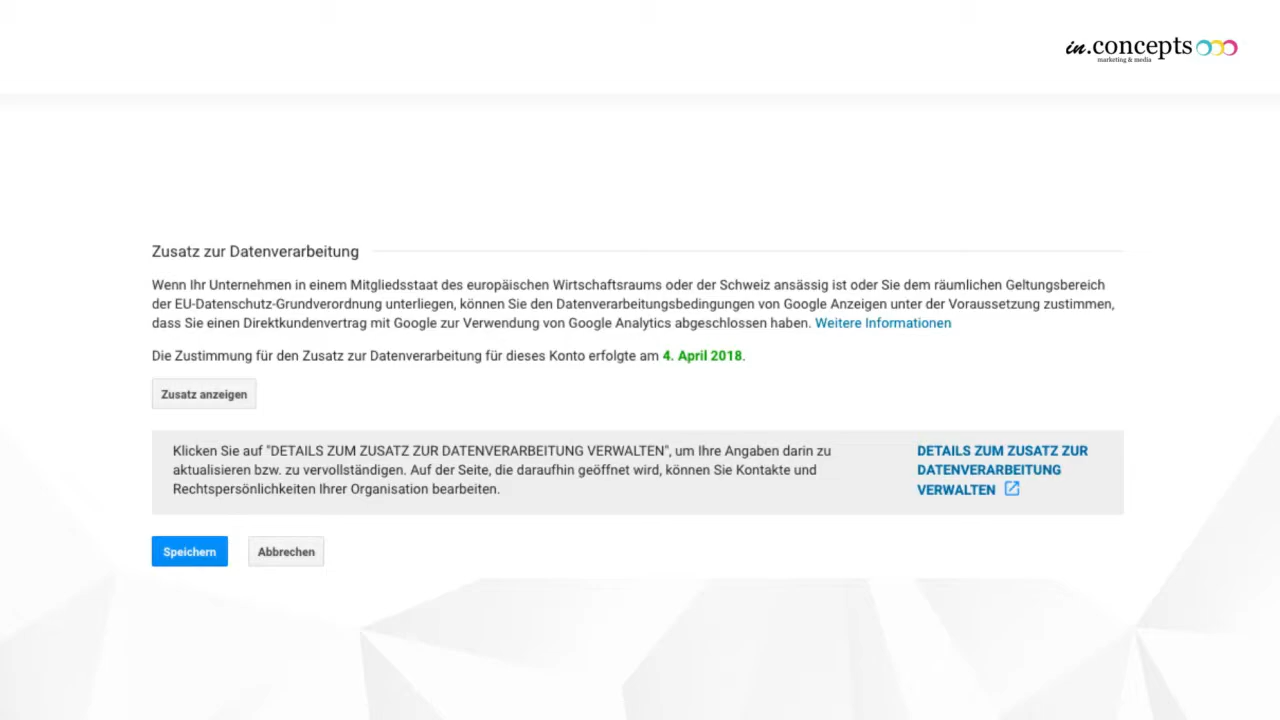 in.concepts
marketing & media
Zusatz zur Datenverarbeitung
Wenn Ihr Unternehmen in einem Mitgliedsstaat des europäischen Wirtschaftsraums oder der Schweiz ansässig ist oder Sie dem räumlichen Geltungsbereich
der EU-Datenschutz-Grundverordnung unterliegen, können Sie den Datenverarbeitungsbedingungen von Google Anzeigen unter der Voraussetzung zustimmen,
dass Sie einen Direktkundenvertrag mit Google zur Verwendung von Google Analytics abgeschlossen haben. Weitere Informationen
Die Zustimmung für den Zusatz zur Datenverarbeitung für dieses Konto erfolgte am 4. April 2018.
Zusatz anzeigen
Klicken Sie auf "DETAILS ZUM ZUSATZ ZUR DATENVERARBEITUNG VERWALTEN", um Ihre Angaben darin zu
aktualisieren bzw. zu vervollständigen. Auf der Seite, die daraufhin geöffnet wird, können Sie Kontakte und
Rechtspersönlichkeiten Ihrer Organisation bearbeiten.
DETAILS ZUM ZUSATZ ZUR
DATENVERARBEITUNG
VERWALTEN
Speichern
Abbrechen